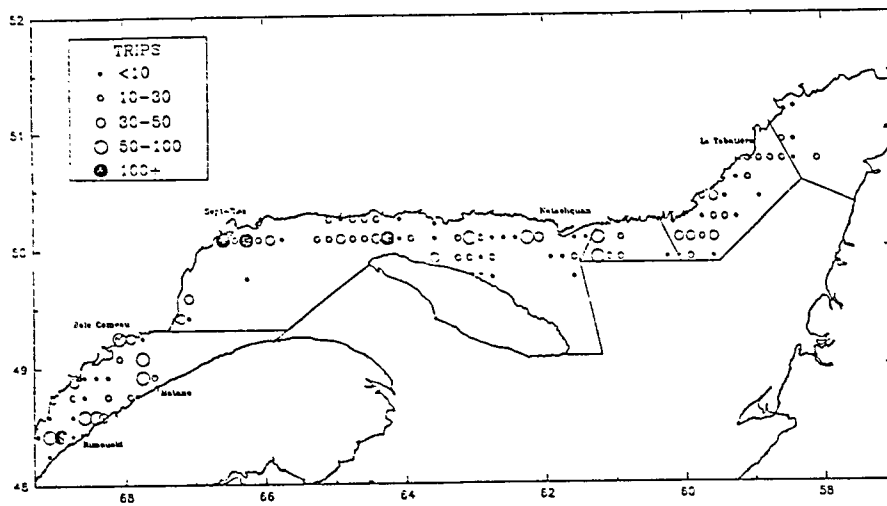 52
51
50
49
48
TRIPS
<10
10-30
30-50
50-100
100+
La Tabatiere
Sept-Iles
Natashquan
Baie Comeau
Matane
Rimouski
68 66 64 62 60 58